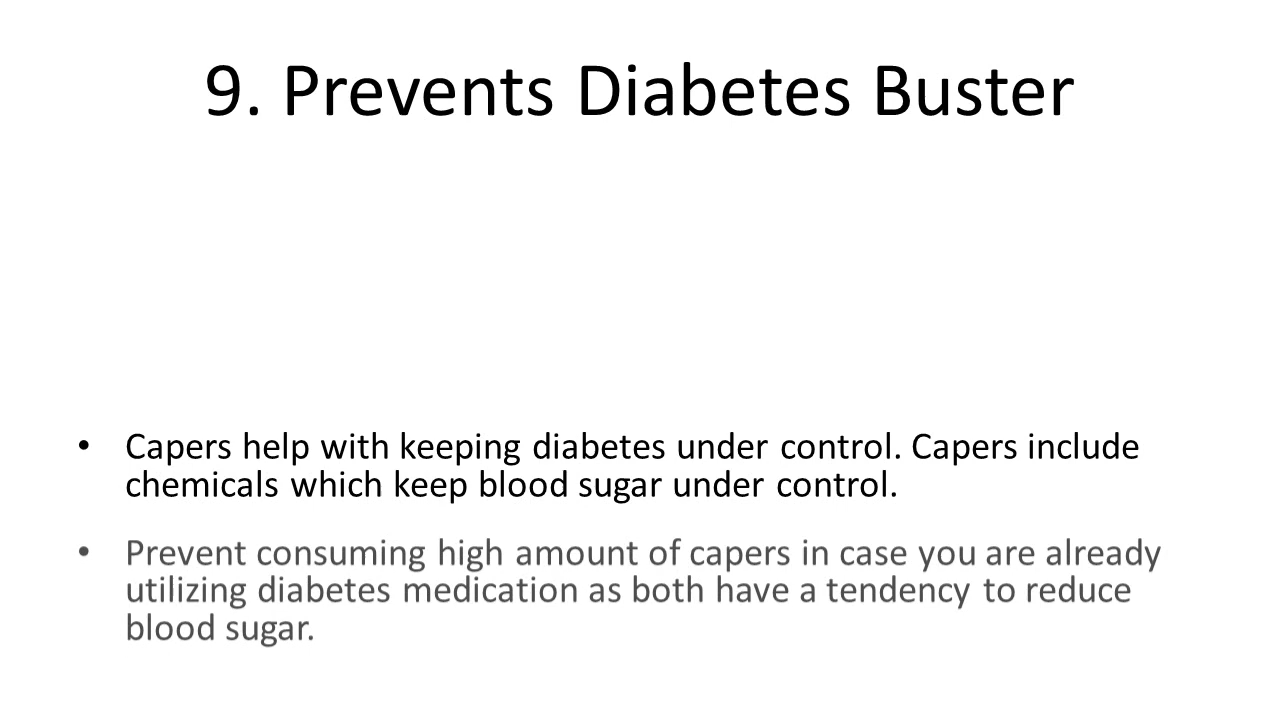 9. Prevents Diabetes Buster
• Capers help with keeping diabetes under control. Capers include
chemicals which keep blood sugar under control.
• Prevent consuming high amount of capers in case you are already
utilizing diabetes medication as both have a tendency to reduce
blood sugar.